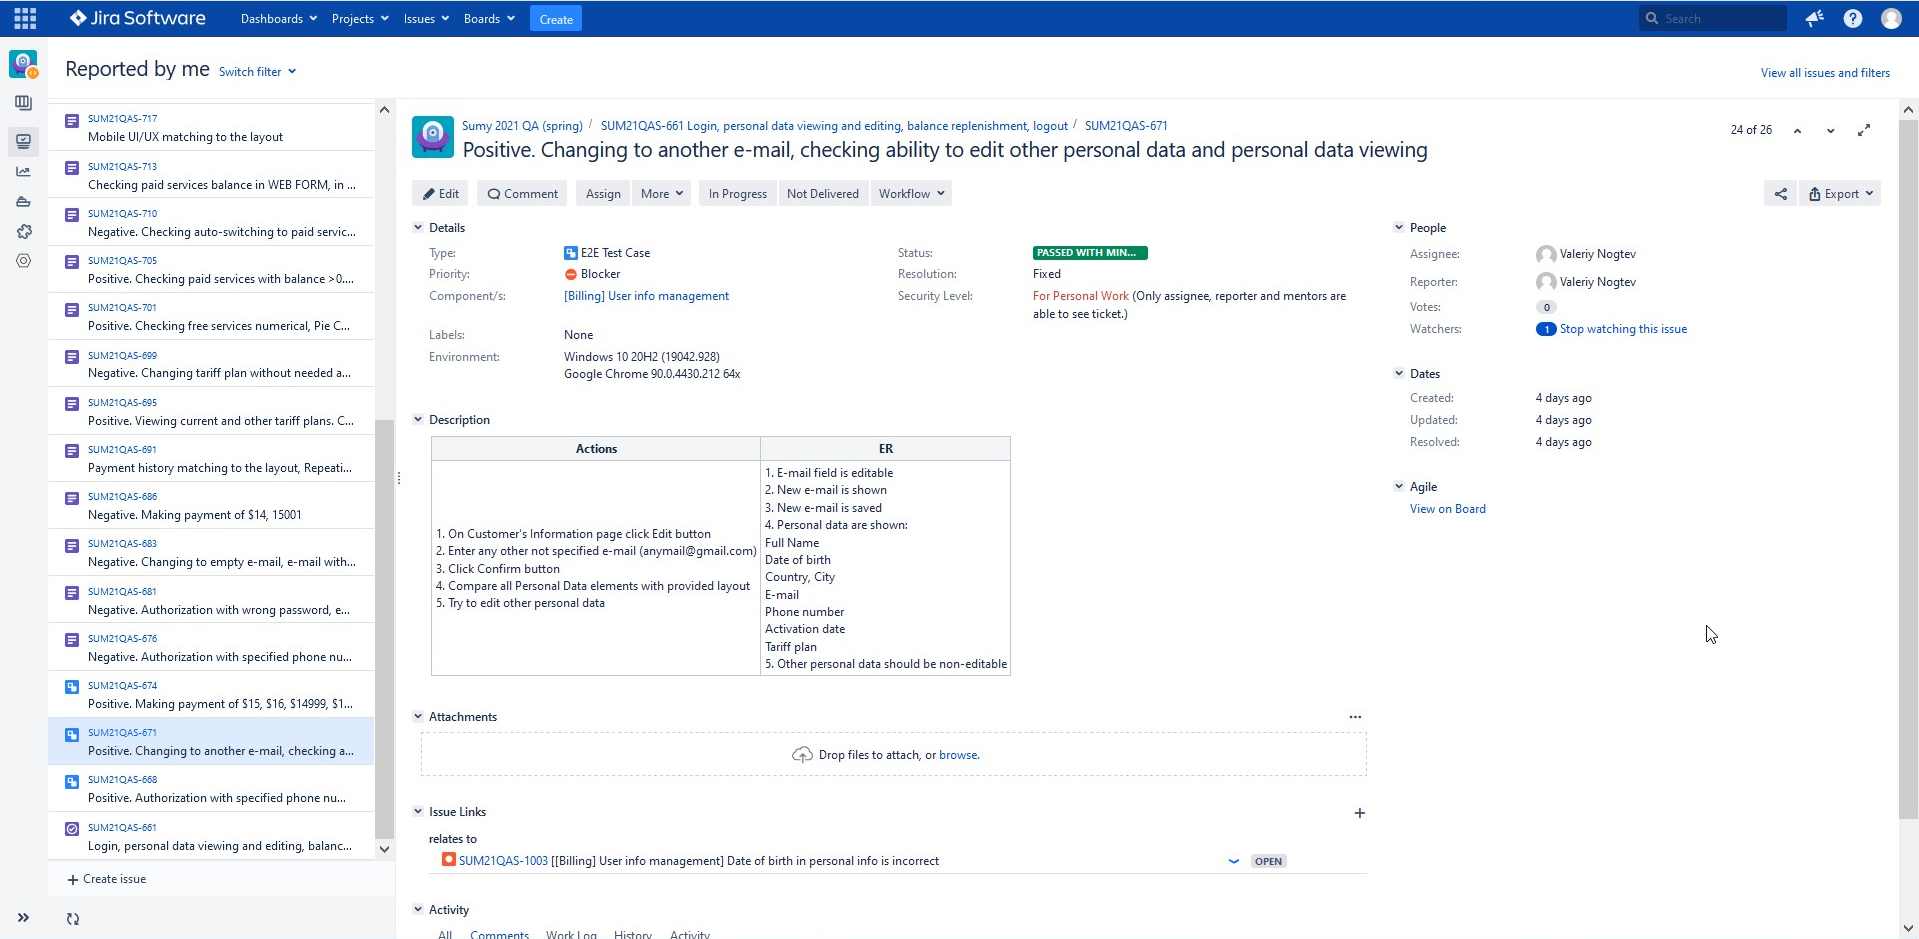 Jira Software
Dashboards Projects Issues Boards Create
Search
Reported by me Switch filter
View all issues and filters
SUM21QAS-717
Mobile UI/UX matching to the layout
SUM21QAS-713
Checking paid services balance in WEB FORM, in ...
SUM21QAS-710
Negative. Checking auto-switching to paid servic...
SUM21QAS-705
Positive. Checking paid services with balance >0....
SUM21QAS-701
Positive. Checking free services numerical, Pie C...
SUM21QAS-699
Negative. Changing tariff plan without needed a...
SUM21QAS-695
Positive. Viewing current and other tariff plans. C...
SUM21QAS-691
Payment history matching to the layout, Repeati...
SUM21QAS-686
Negative. Making payment of $14, 15001
SUM21QAS-683
Negative. Changing to empty e-mail, e-mail with...
SUM21QAS-681
Negative. Authorization with wrong password, e...
SUM21QAS-676
Negative. Authorization with specified phone nu...
SUM21QAS-674
Positive. Making payment of $15, $16, $14999, $1...
SUM21QAS-671
Positive. Changing to another e-mail, checking a...
SUM21QAS-668
Positive. Authorization with specified phone nu...
SUM21QAS-661
Login, personal data viewing and editing, balanc...
+ Create issue
Sumy 2021 QA (spring) / SUM21QAS-661 Login, personal data viewing and editing, balance replenishment, logout / SUM21QAS-671
Positive. Changing to another e-mail, checking ability to edit other personal data and personal data viewing
24 of 26
Edit Comment Assign More In Progress Not Delivered Workflow
Export
Details
Type: E2E Test Case
Priority: Blocker
Component/s: [Billing] User info management
Labels: None
Environment: Windows 10 20H2 (19042.928)
Google Chrome 90.0.4430.212 64x
Status: PASSED WITH MIN...
Resolution: Fixed
Security Level: For Personal Work (Only assignee, reporter and mentors are
able to see ticket.)
Description
Actions
1. On Customer's Information page click Edit button
2. Enter any other not specified e-mail (anymail@gmail.com)
3. Click Confirm button
4. Compare all Personal Data elements with provided layout
5. Try to edit other personal data
ER
1. E-mail field is editable
2. New e-mail is shown
3. New e-mail is saved
4. Personal data are shown:
Full Name
Date of birth
Country, City
E-mail
Phone number
Activation date
Tariff plan
5. Other personal data should be non-editable
Attachments
Drop files to attach, or browse.
Issue Links
relates to
SUM21QAS-1003 [[Billing] User info management] Date of birth in personal info is incorrect OPEN
Activity
All Comments Work Log History Activity
People
Assignee: Valeriy Nogtev
Reporter: Valeriy Nogtev
Votes: 0
Watchers: 1 Stop watching this issue
Dates
Created: 4 days ago
Updated: 4 days ago
Resolved: 4 days ago
Agile
View on Board